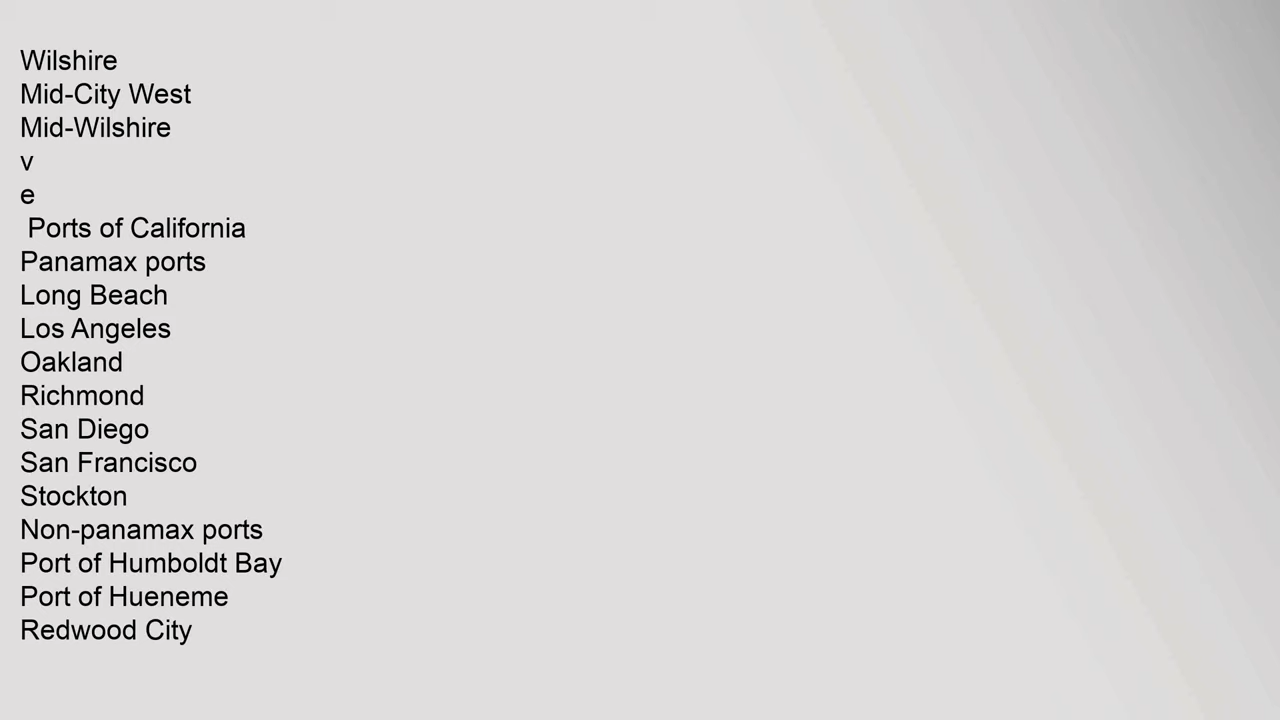 Wilshire
Mid-City West
Mid-Wilshire
v
e
Ports of California
Panamax ports
Long Beach
Los Angeles
Oakland
Richmond
San Diego
San Francisco
Stockton
Non-panamax ports
Port of Humboldt Bay
Port of Hueneme
Redwood City